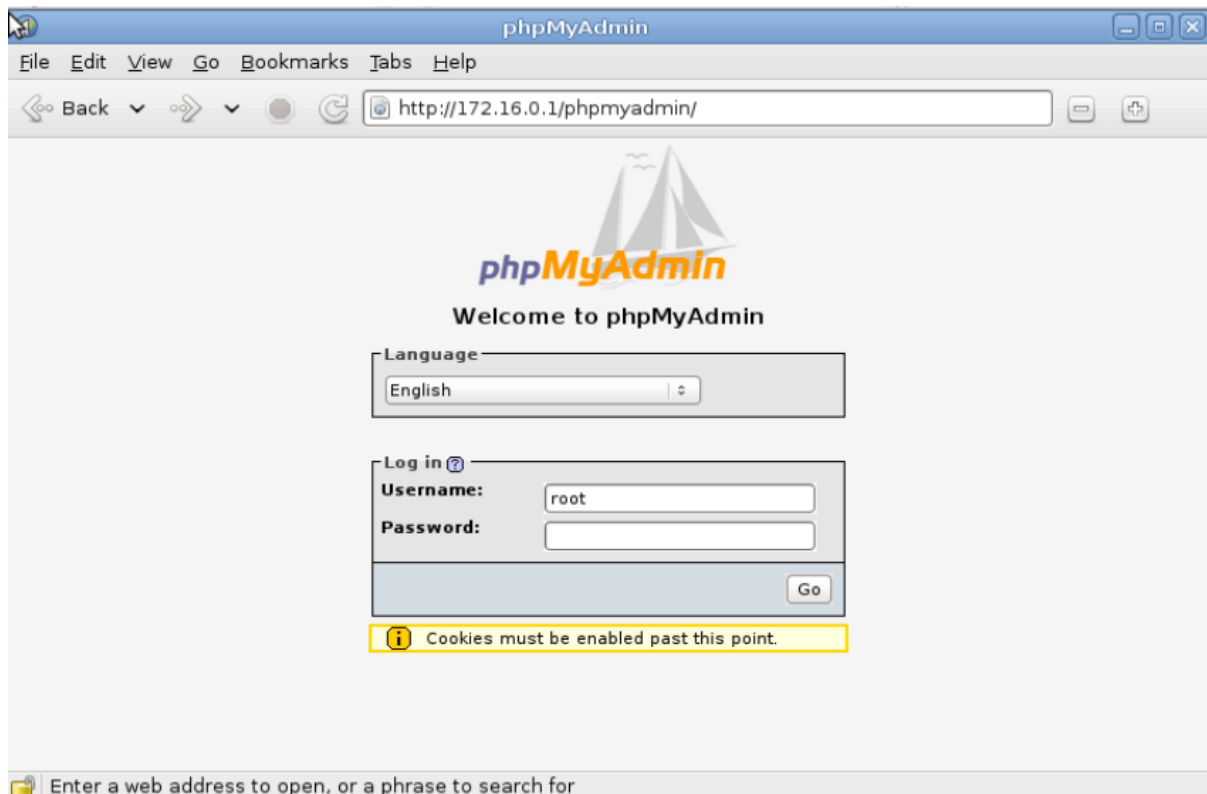 phpMyAdmin
File Edit View Go Bookmarks Tabs Help
Back http://172.16.0.1/phpmyadmin/
phpMyAdmin
Welcome to phpMyAdmin
Language
English
Log in ?
Username: root
Password:
Go
i Cookies must be enabled past this point.
Enter a web address to open, or a phrase to search for